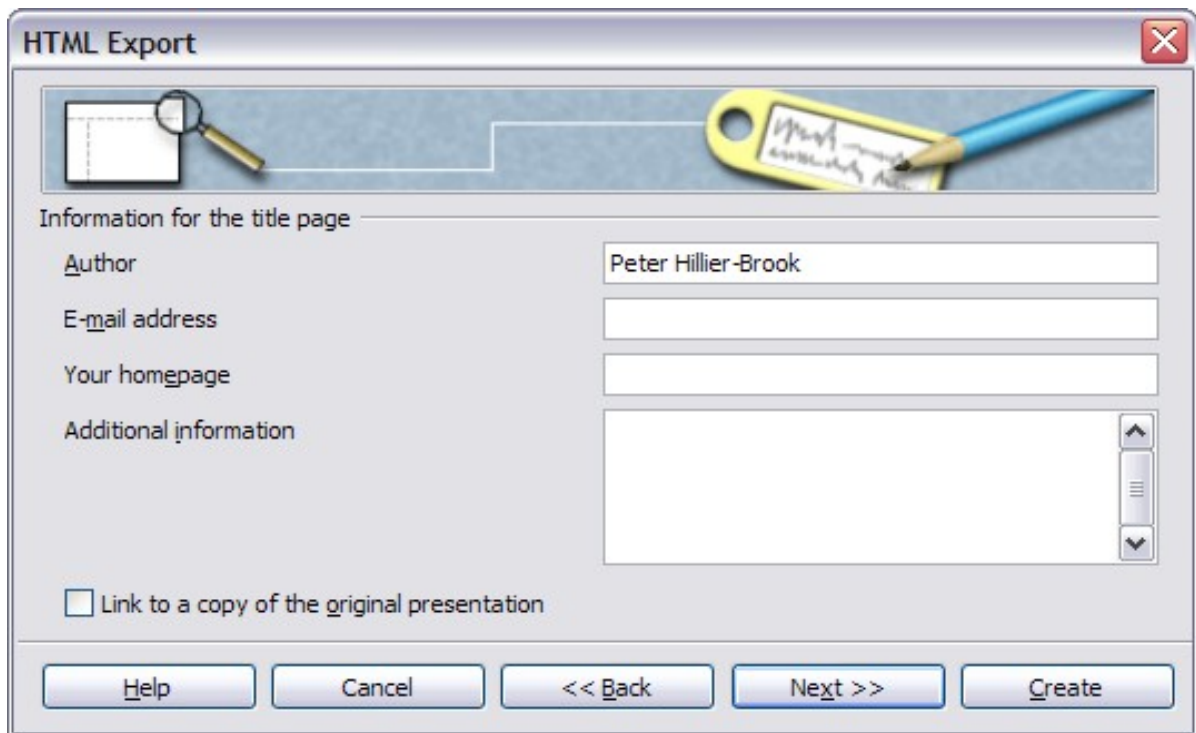 HTML Export
Information for the title page
Author
Peter Hillier-Brook
E-mail address
Your homepage
Additional information
Link to a copy of the original presentation
Help
Cancel
<< Back
Next >>
Create